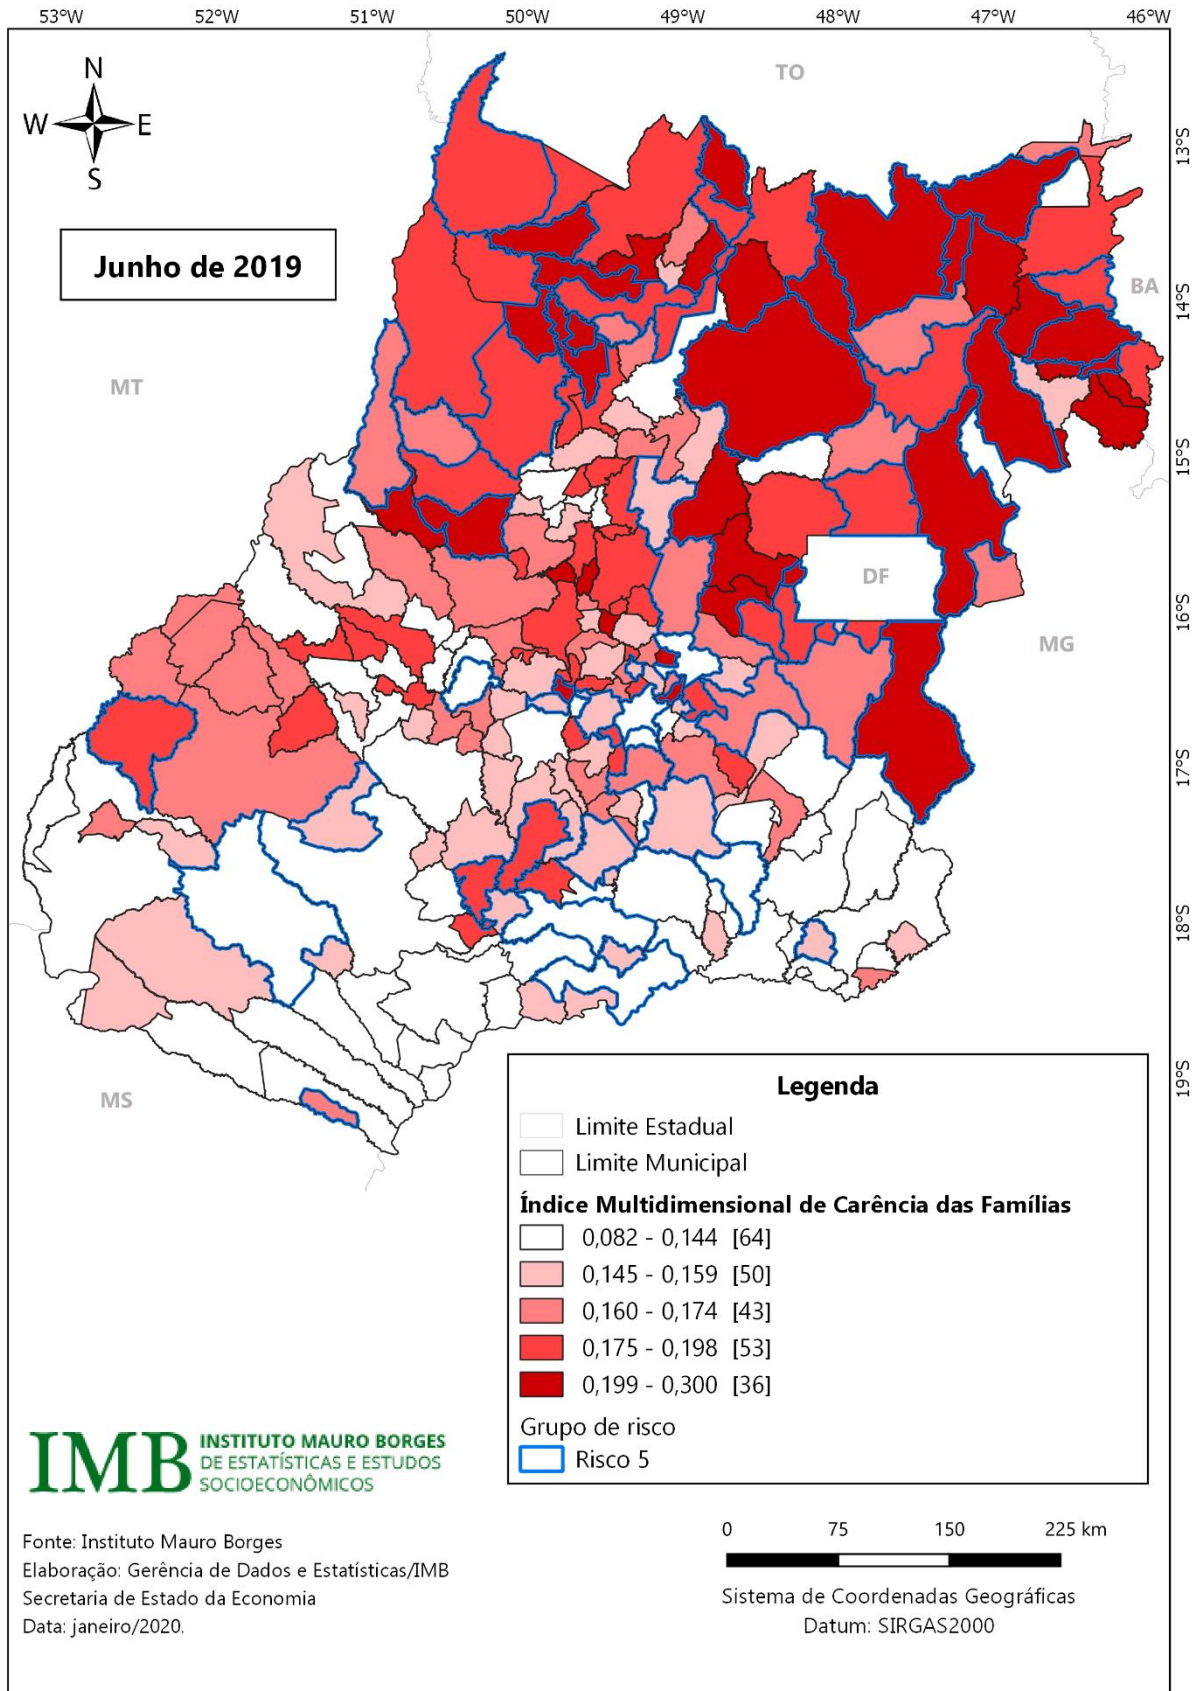 53°W 52°W 51°W 50°W 49°W 48°W 47°W 46°W
N
W E
S
TO
13°S
Junho de 2019
BA
14°S
MT
15°S
DF
16°S
MG
17°S
18°S
MS
19°S
Legenda
Limite Estadual
Limite Municipal
Índice Multidimensional de Carência das Famílias
0,082 - 0,144 [64]
0,145 - 0,159 [50]
0,160 - 0,174 [43]
0,175 - 0,198 [53]
0,199 - 0,300 [36]
Grupo de risco
Risco 5
IMB
INSTITUTO MAURO BORGES
DE ESTATÍSTICAS E ESTUDOS
SOCIOECONÔMICOS
Fonte: Instituto Mauro Borges
Elaboração: Gerência de Dados e Estatísticas/IMB
Secretaria de Estado da Economia
Data: janeiro/2020.
0 75 150 225 km
Sistema de Coordenadas Geográficas
Datum: SIRGAS2000